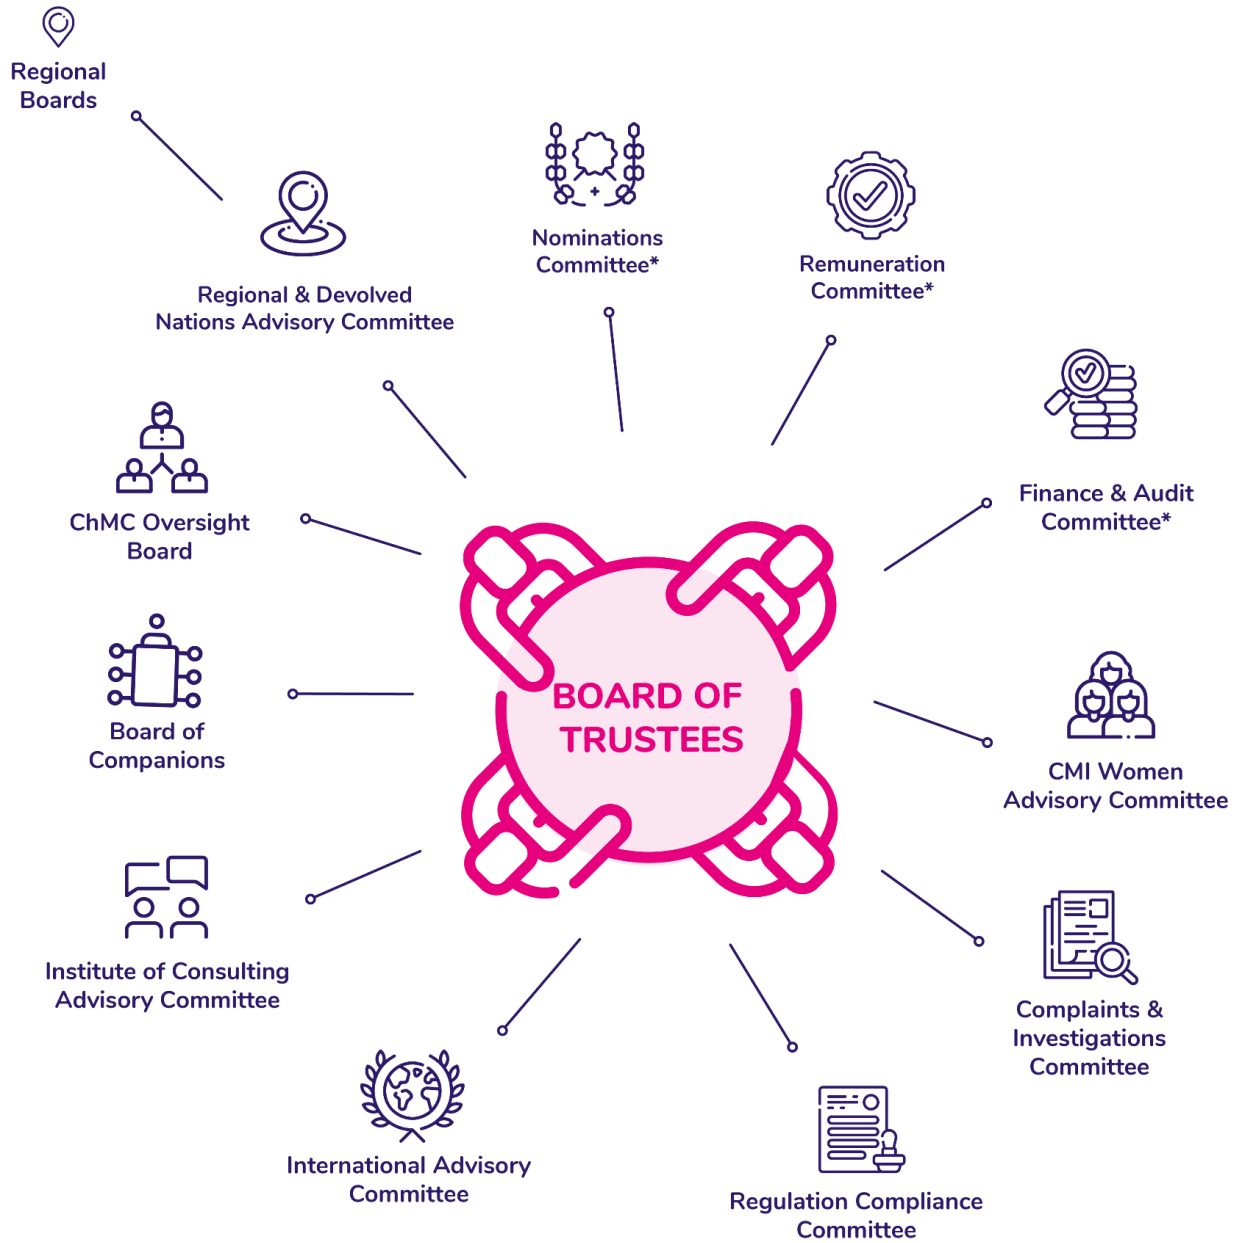 Regional
Boards
Nominations
Committee*
Remuneration
Committee*
Regional & Devolved
Nations Advisory Committee
Finance & Audit
Committee*
ChMC Oversight
Board
BOARD OF
TRUSTEES
Board of
Companions
CMI Women
Advisory Committee
Institute of Consulting
Advisory Committee
Complaints &
Investigations
Committee
International Advisory
Committee
Regulation Compliance
Committee